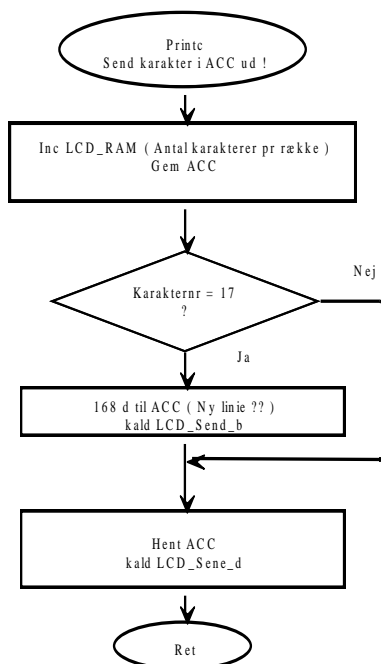 Printc
Send karakter i ACC ud !
Inc LCD_RAM ( Antal karakterer pr række )
Gem ACC
Karakternr = 17
?
Nej
Ja
168 d til ACC ( Ny linie ?? )
kald LCD_Send_b
Hent ACC
kald LCD_Sene_d
Ret